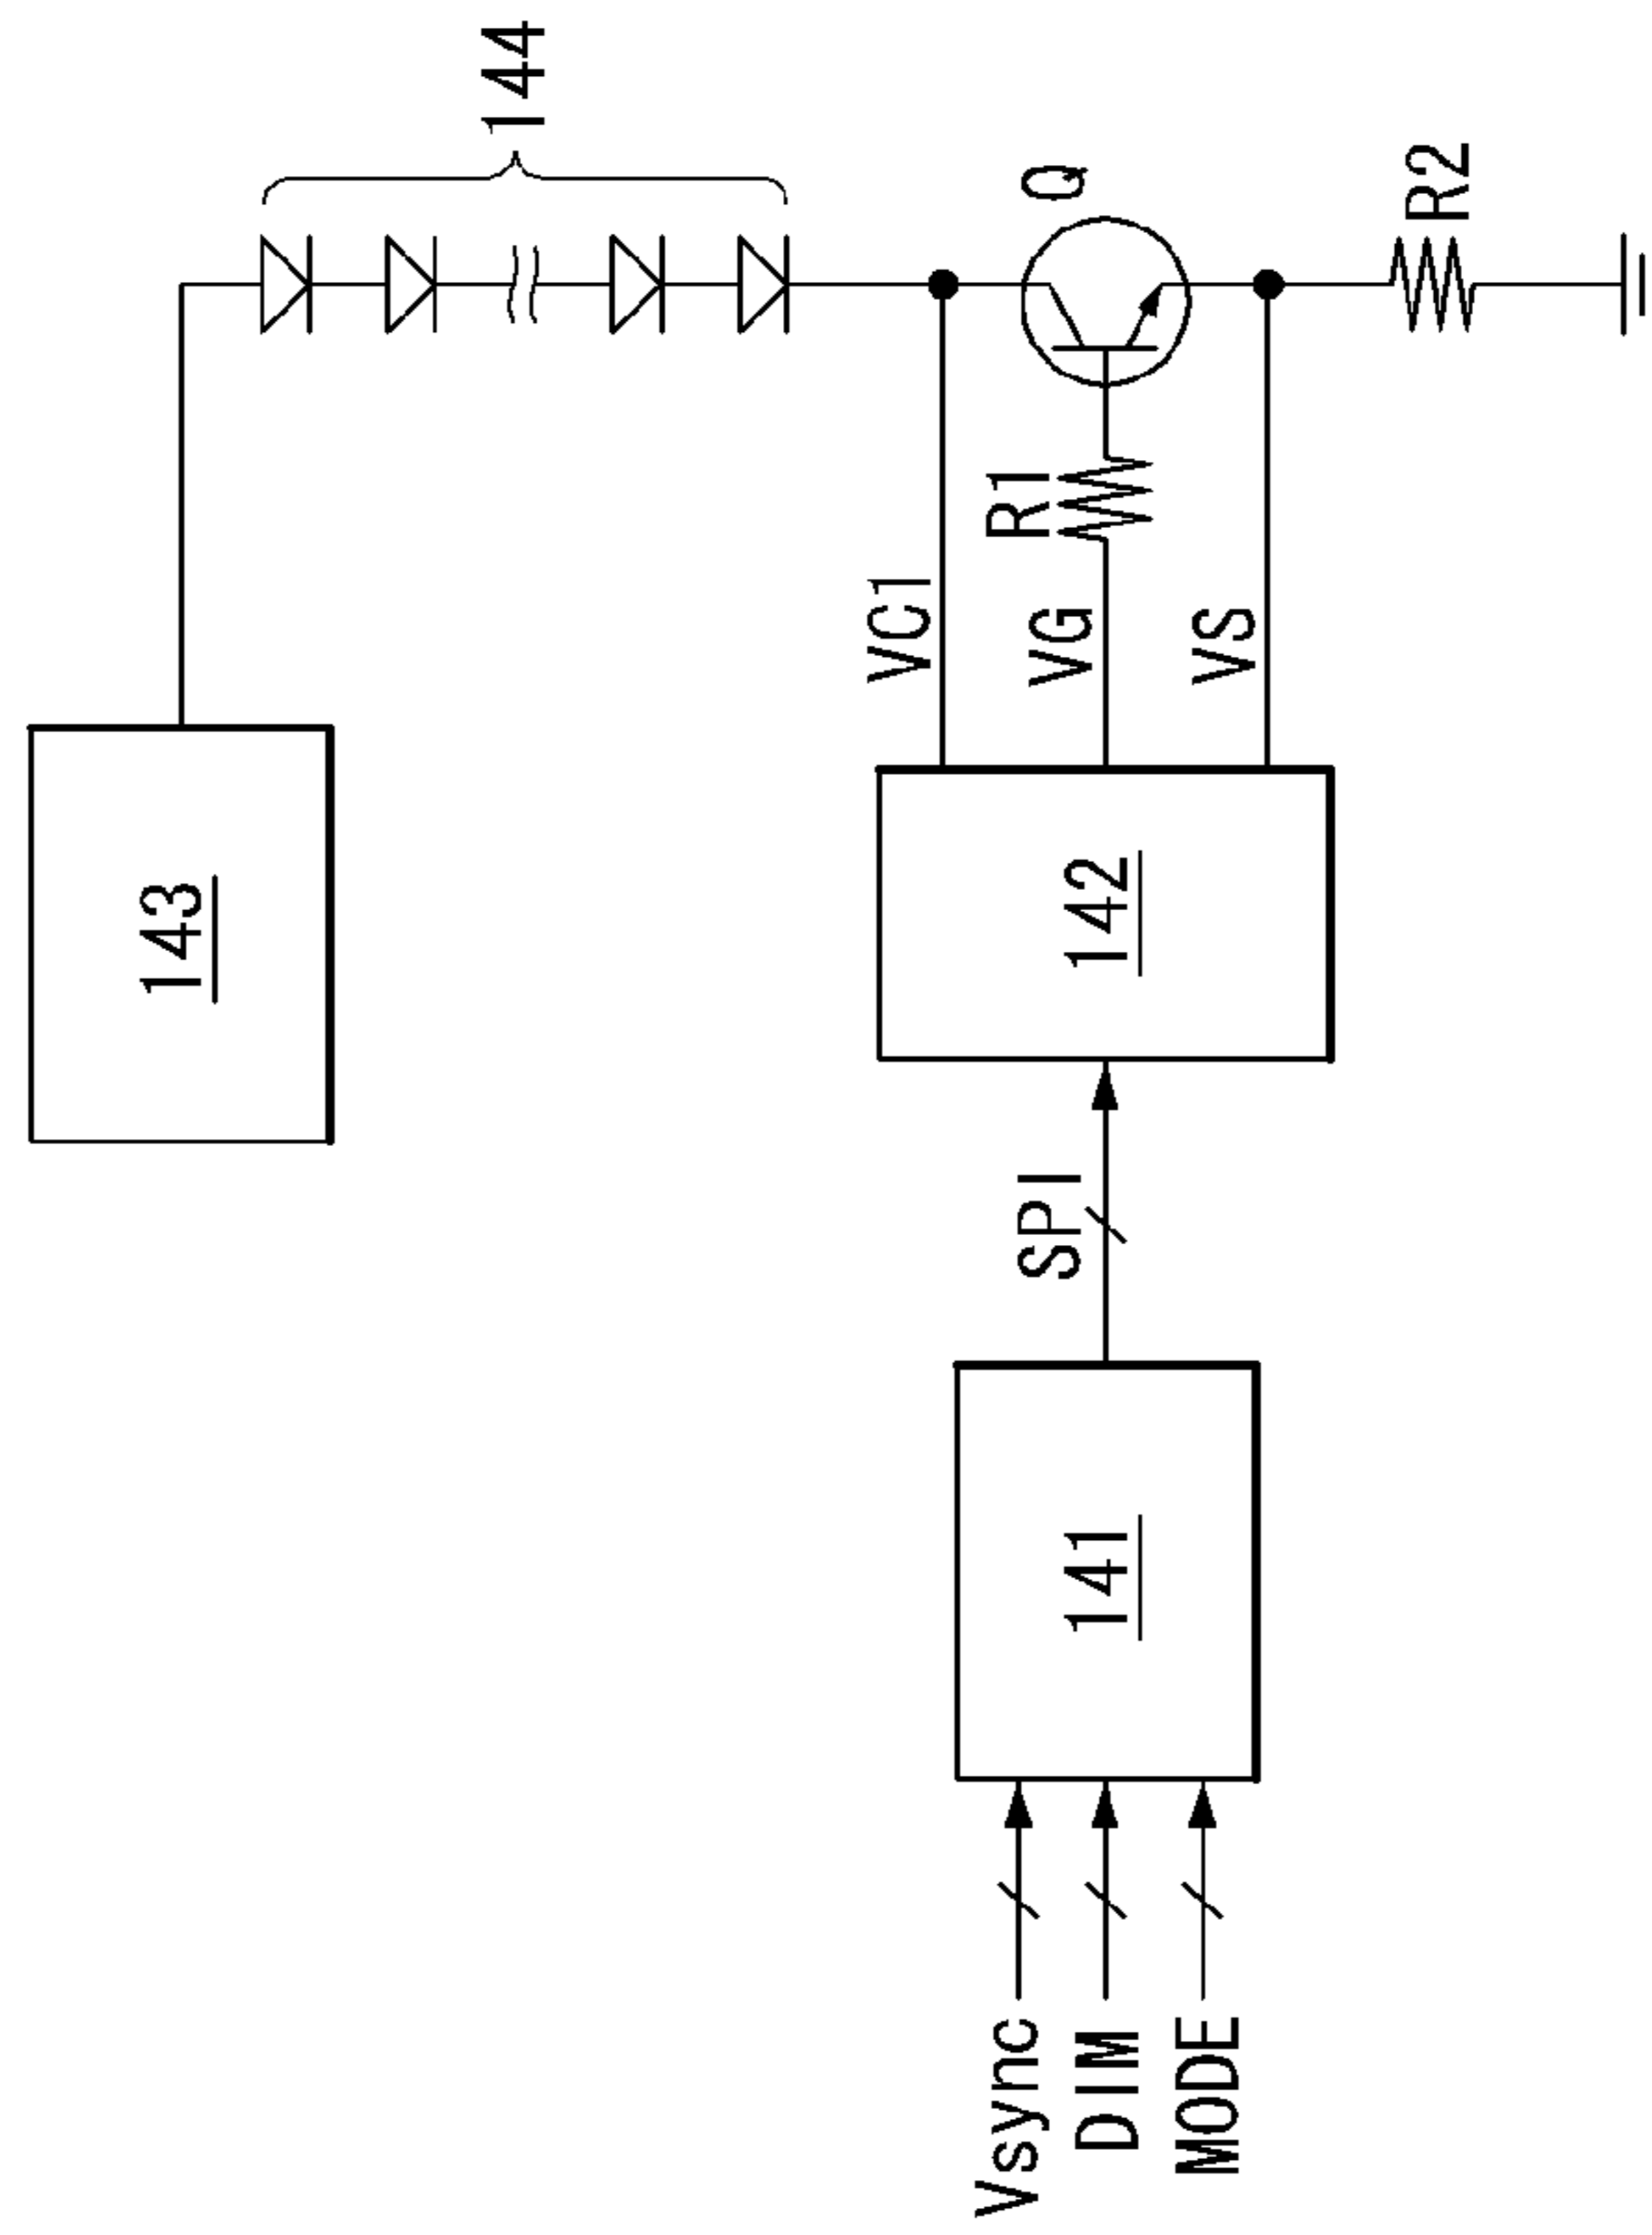 143
144
Vsync
DIM
MODE
141
SPI
142
VC1
VG
VS
R1
Q
R2